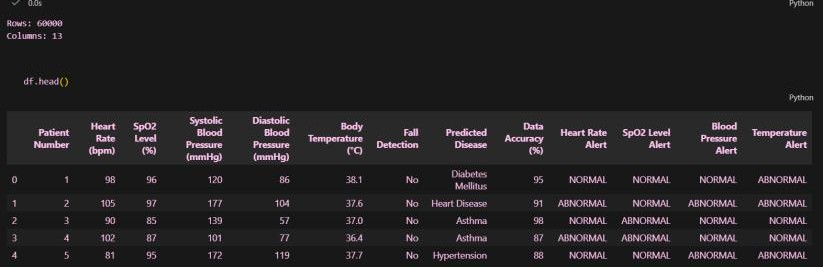 0.0s
Python
Rows: 60000
Columns: 13
df.head()
Python
Patient Number Heart Rate (bpm) SpO2 Level (%) Systolic Blood Pressure (mmHg) Diastolic Blood Pressure (mmHg) Body Temperature (°C) Fall Detection Predicted Disease Data Accuracy (%) Heart Rate Alert SpO2 Level Alert Blood Pressure Alert Temperature Alert
0 1 98 96 120 86 38.1 No Diabetes Mellitus 95 NORMAL NORMAL NORMAL ABNORMAL
1 2 105 97 177 104 37.6 No Heart Disease 91 ABNORMAL NORMAL ABNORMAL ABNORMAL
2 3 90 85 139 57 37.0 No Asthma 98 NORMAL ABNORMAL NORMAL NORMAL
3 4 102 87 101 77 36.4 No Asthma 87 ABNORMAL ABNORMAL NORMAL NORMAL
4 5 81 95 172 119 37.7 No Hypertension 88 NORMAL NORMAL ABNORMAL ABNORMAL